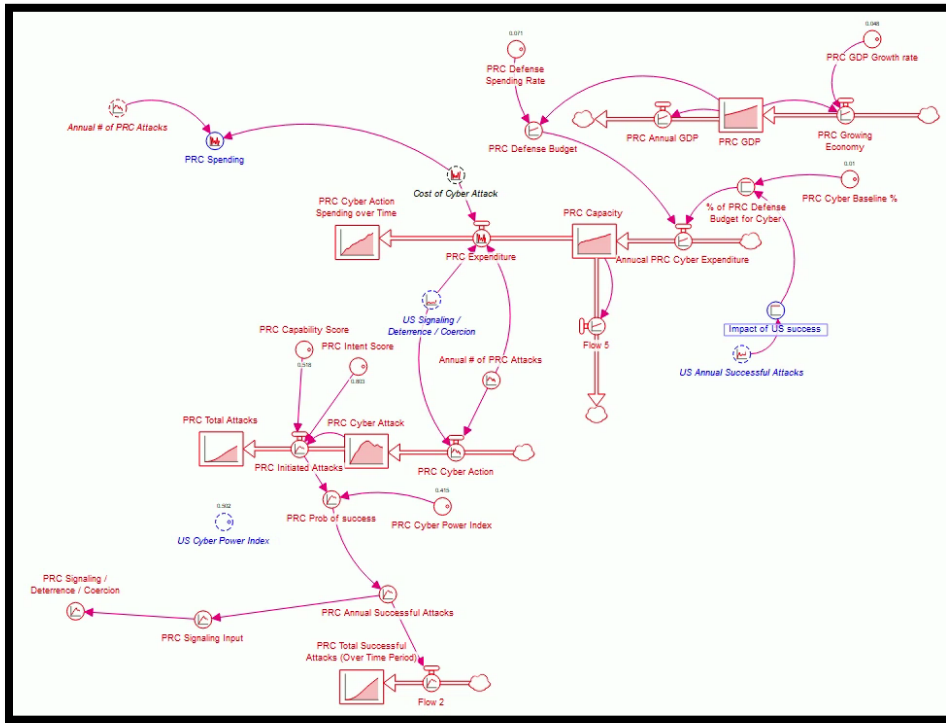 0.048
0.071
PRC GDP Growth rate
PRC Defense
Spending Rate
Annual # of PRC Attacks
PRC Annual GDP
PRC GDP
PRC Growing
Economy
PRC Defense Budget
PRC Spending
0.01
Cost of Cyber Attack
PRC Cyber Baseline %
PRC Cyber Action
Spending over Time
PRC Capacity
% of PRC Defense
Budget for Cyber
PRC Expenditure
Annucal PRC Cyber Expenditure
US Signaling /
Deterrence / Coercion
PRC Capability Score
Impact of US success
PRC Intent Score
Flow 5
Annual # of PRC Attacks
0.518
US Annual Successful Attacks
0.803
PRC Total Attacks
PRC Cyber Attack
PRC Initiated Attacks
PRC Cyber Action
0.502
0.415
PRC Prob of success
PRC Cyber Power Index
US Cyber Power Index
PRC Signaling /
Deterrence / Coercion
PRC Annual Successful Attacks
PRC Signaling Input
PRC Total Successful
Attacks (Over Time Period)
Flow 2